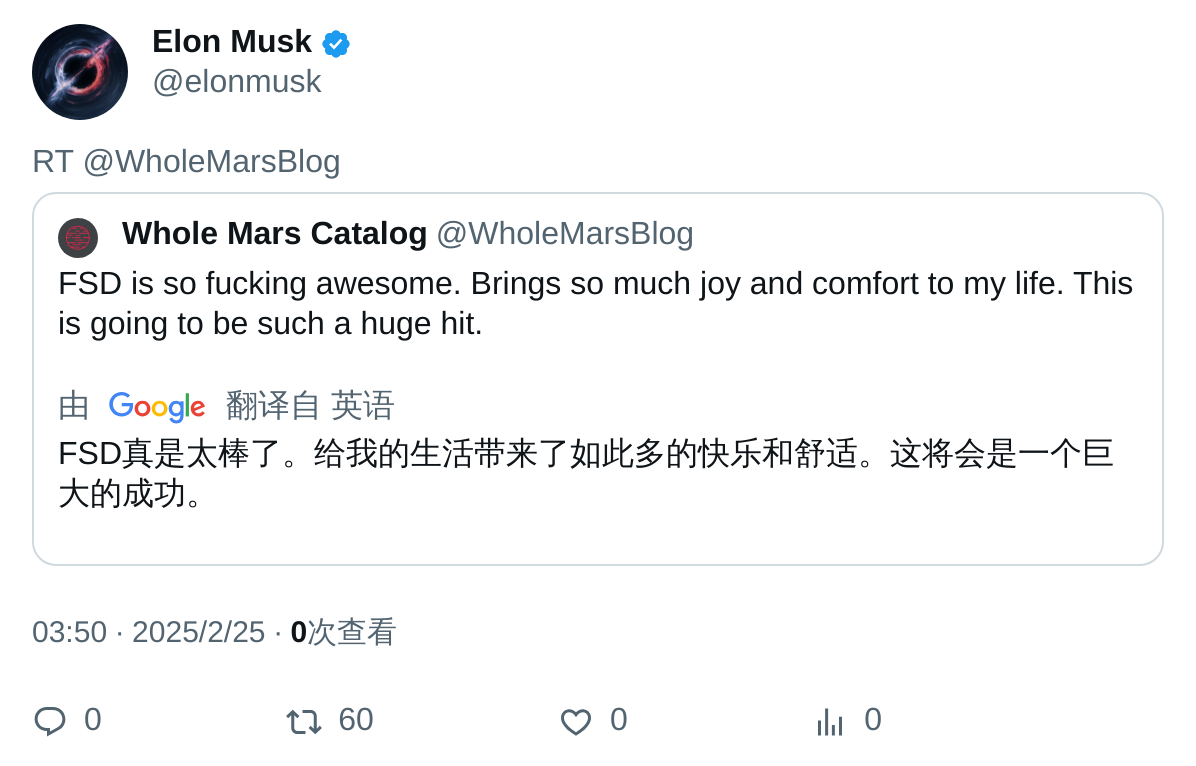 Elon Musk
@elonmusk
RT @WholeMarsBlog
Whole Mars Catalog @WholeMarsBlog
FSD is so fucking awesome. Brings so much joy and comfort to my life. This
is going to be such a huge hit.
由 Google 翻译自 英语
FSD真是太棒了。给我的生活带来了如此多的快乐和舒适。这将会是一个巨
大的成功。
03:50 · 2025/2/25 · 0次查看
0 60 0 0